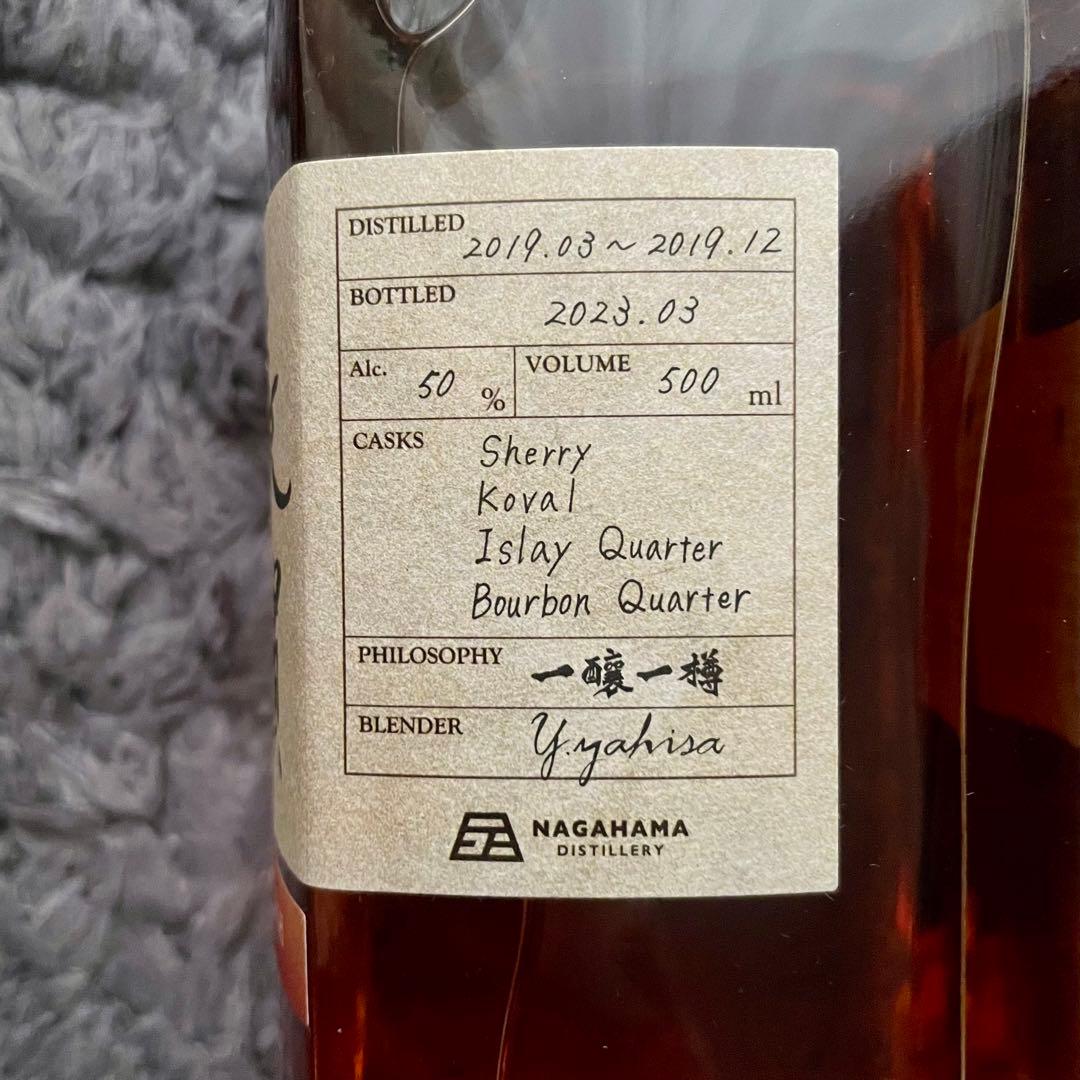 DISTILLED 2019.03~2019.12
BOTTLED 2023.03
Alc. 50 % VOLUME 500 ml
CASKS Sherry
Koval
Islay Quarter
Bourbon Quarter
PHILOSOPHY 一醸一樽
BLENDER Y.yahisa
NAGAHAMA
DISTILLERY